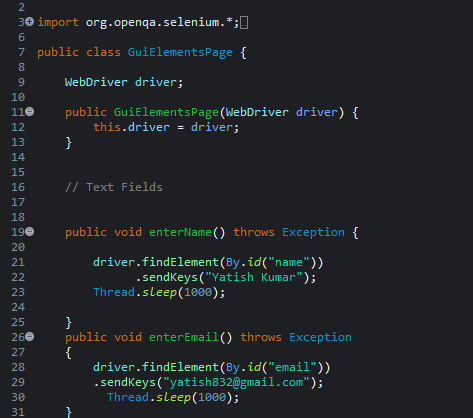 2
3 import org.openqa.selenium.*;
6
7 public class GuiElementsPage {
8
9     WebDriver driver;
10
11     public GuiElementsPage(WebDriver driver) {
12         this.driver = driver;
13     }
14
15
16     // Text Fields
17
18
19     public void enterName() throws Exception {
20
21         driver.findElement(By.id("name"))
22               .sendKeys("Yatish Kumar");
23         Thread.sleep(1000);
24
25     }
26     public void enterEmail() throws Exception
27     {
28         driver.findElement(By.id("email"))
29         .sendKeys("yatish832@gmail.com");
30           Thread.sleep(1000);
31     }